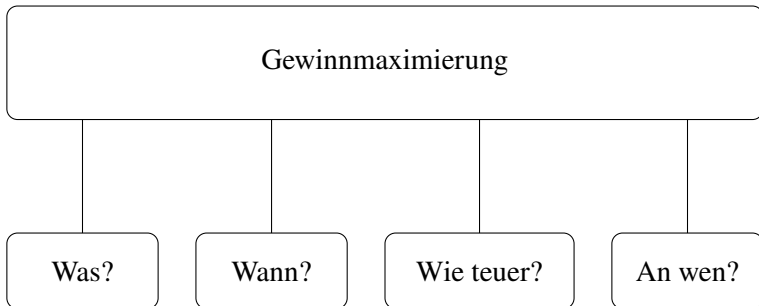 Gewinnmaximierung
Was?
Wann?
Wie teuer?
An wen?